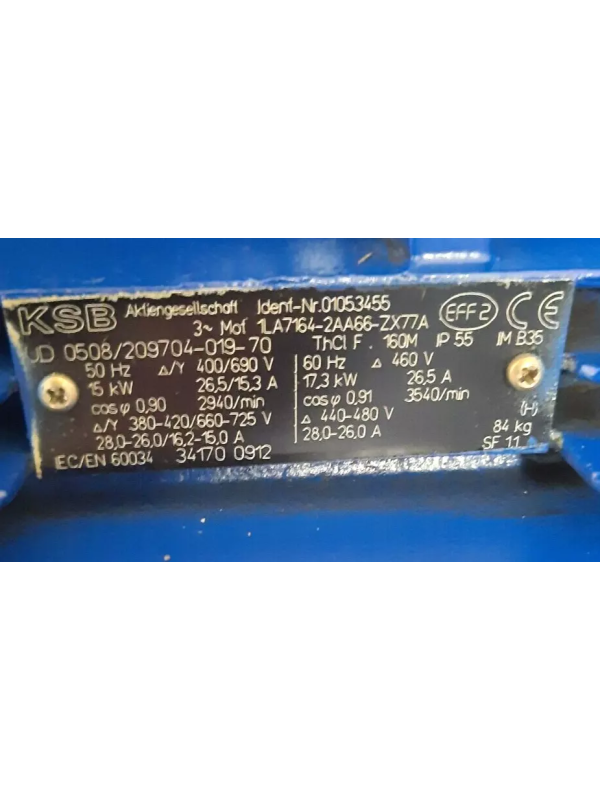 KSB Aktiengesellschaft Ident-Nr.01053455
3~ Mot 1LA7164-2AA66-ZX77A EFF2 CE
UD 0508/209704-019-70 ThCl F. 160M IP 55 IM B35
50 Hz Δ/Y 400/690 V 60 Hz Δ 460 V
15 kW 26,5/15,3 A 17,3 kW 26,5 A
cos φ 0,90 2940/min cos φ 0,91 3540/min
Δ/Y 380-420/660-725 V Δ 440-480 V (H)
28,0-26,0/16,2-15,0 A 28,0-26,0 A 84 kg
IEC/EN 60034 34170 0912 SF 1,1